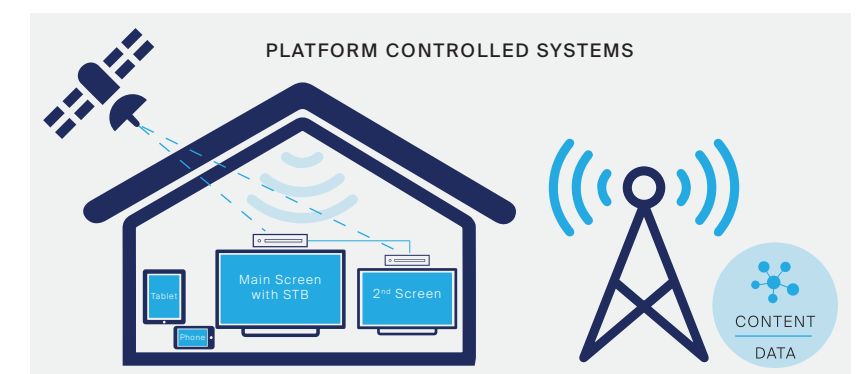 PLATFORM CONTROLLED SYSTEMS
Main Screen
with STB
2nd Screen
Tablet
Phone
CONTENT
DATA